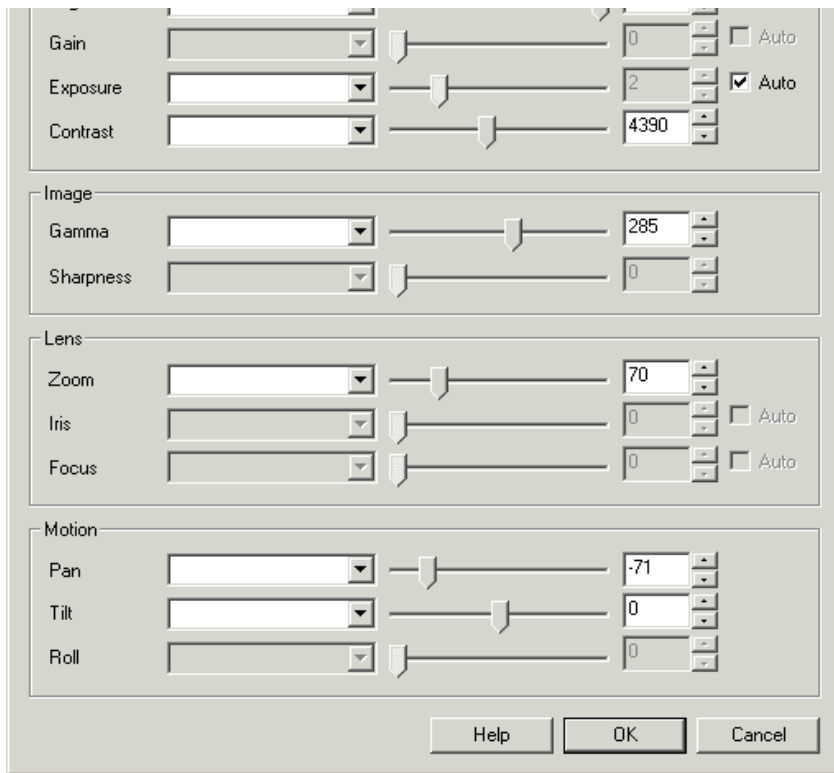 Gain 0 Auto
Exposure 2 Auto
Contrast 4390
Image
Gamma 285
Sharpness 0
Lens
Zoom 70
Iris 0 Auto
Focus 0 Auto
Motion
Pan -71
Tilt 0
Roll 0
Help OK Cancel